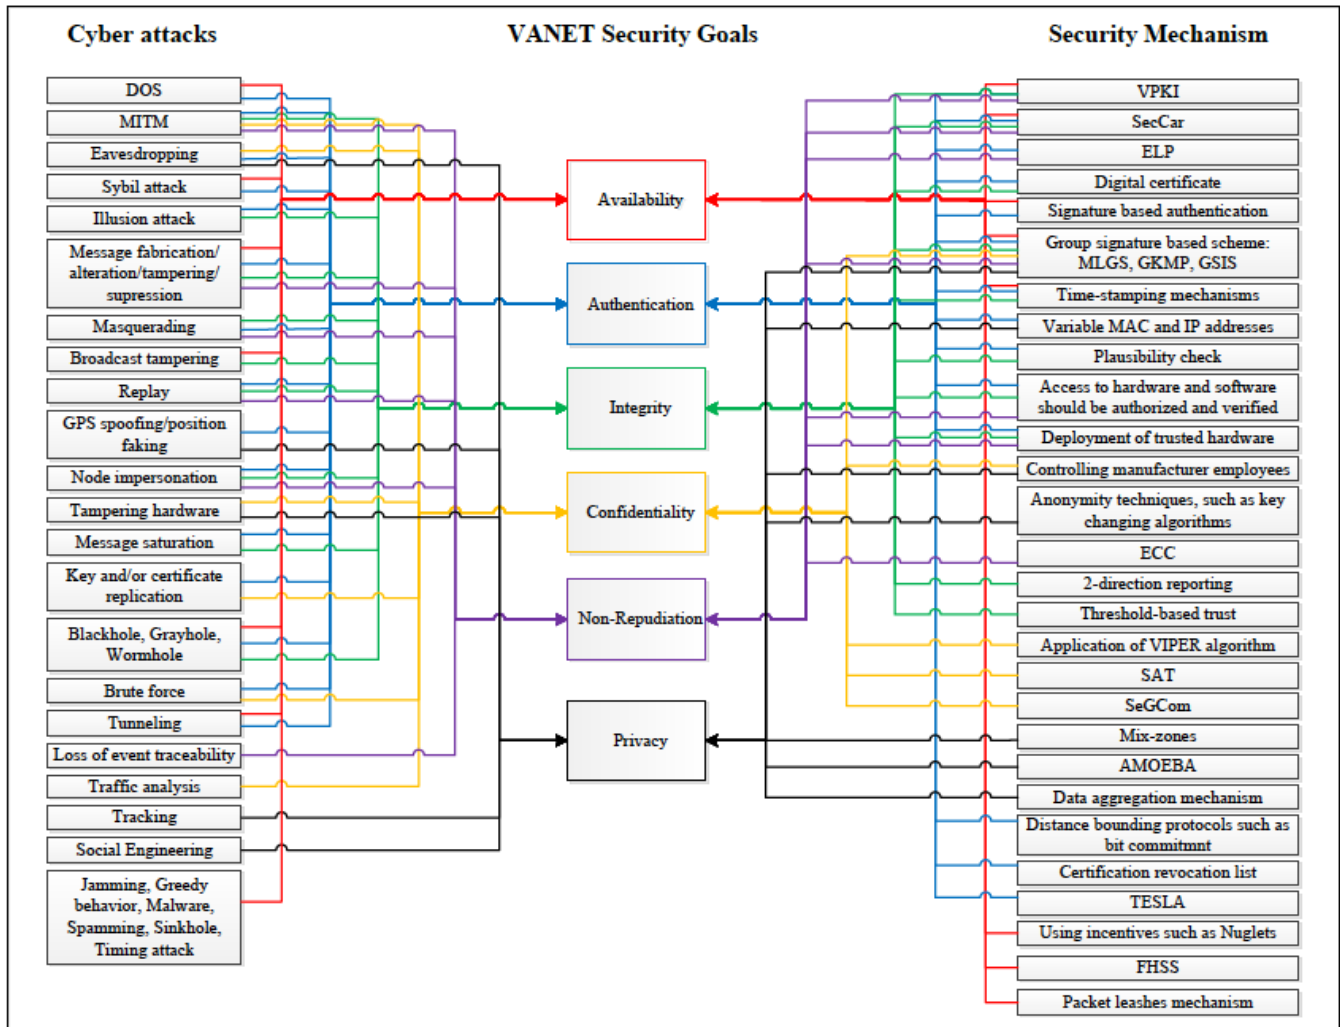 Cyber attacks
VANET Security Goals
Security Mechanism
DOS
MITM
Eavesdropping
Sybil attack
Illusion attack
Message fabrication/
alteration/tampering/
supression
Masquerading
Broadcast tampering
Replay
GPS spoofing/position
faking
Node impersonation
Tampering hardware
Message saturation
Key and/or certificate
replication
Blackhole, Grayhole,
Wormhole
Brute force
Tunneling
Loss of event traceability
Traffic analysis
Tracking
Social Engineering
Jamming, Greedy
behavior, Malware,
Spamming, Sinkhole,
Timing attack
Availability
Authentication
Integrity
Confidentiality
Non-Repudiation
Privacy
VPKI
SecCar
ELP
Digital certificate
Signature based authentication
Group signature based scheme:
MLGS, GKMP, GSIS
Time-stamping mechanisms
Variable MAC and IP addresses
Plausibility check
Access to hardware and software
should be authorized and verified
Deployment of trusted hardware
Controlling manufacturer employees
Anonymity techniques, such as key
changing algorithms
ECC
2-direction reporting
Threshold-based trust
Application of VIPER algorithm
SAT
SeGCom
Mix-zones
AMOEBA
Data aggregation mechanism
Distance bounding protocols such as
bit commitmnt
Certification revocation list
TESLA
Using incentives such as Nuglets
FHSS
Packet leashes mechanism